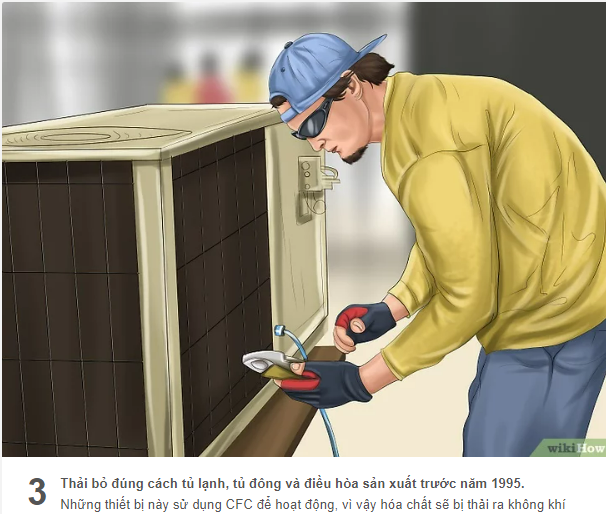 wikiHow
3
Thải bỏ đúng cách tủ lạnh, tủ đông và điều hòa sản xuất trước năm 1995.
Những thiết bị này sử dụng CFC để hoạt động, vì vậy hóa chất sẽ bị thải ra không khí